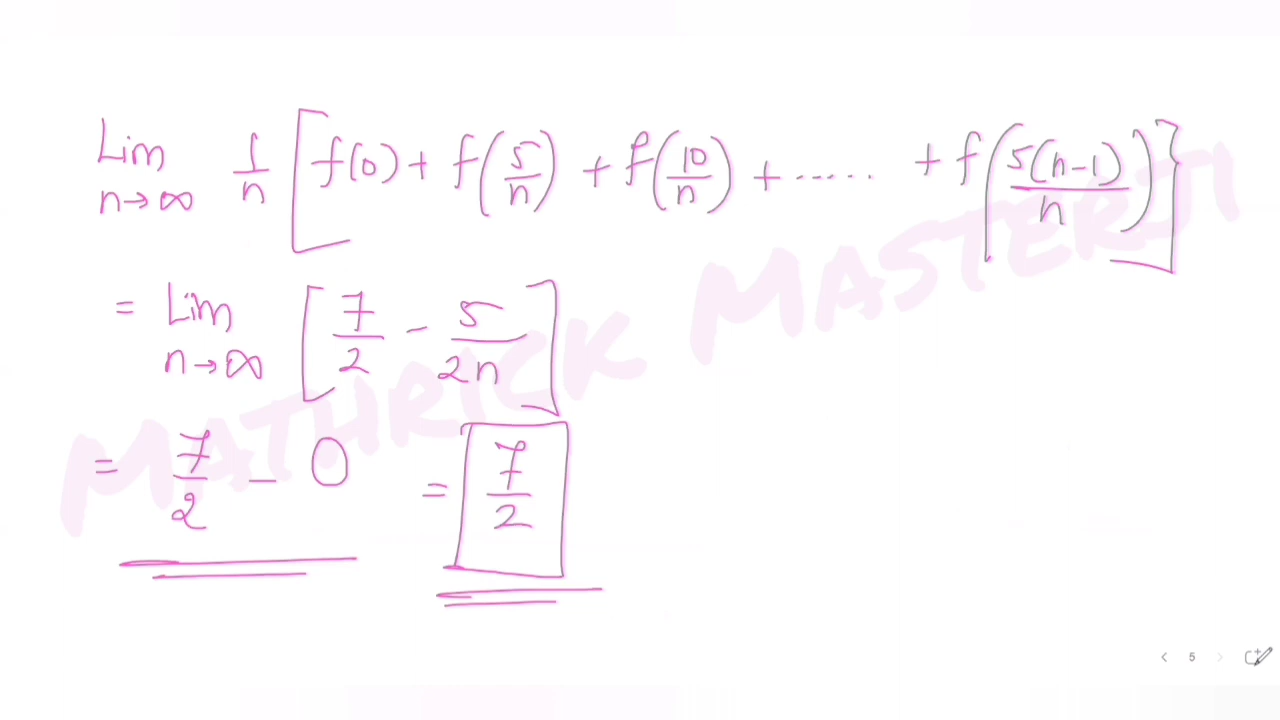 Lim n→∞ 1/n [f(0) + f(5/n) + f(10/n) + ..... + f(5(n-1)/n)]
= Lim n→∞ [7/2 - 5/2n]
= 7/2 - 0 = 7/2
MATHRICK MASTERJI
< 5 >